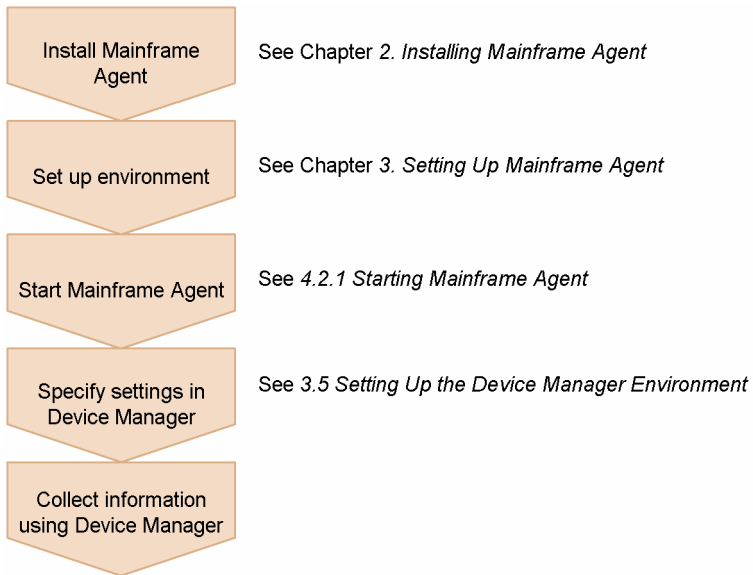 Install Mainframe
Agent
See Chapter 2. Installing Mainframe Agent
Set up environment
See Chapter 3. Setting Up Mainframe Agent
Start Mainframe Agent
See 4.2.1 Starting Mainframe Agent
Specify settings in
Device Manager
See 3.5 Setting Up the Device Manager Environment
Collect information
using Device Manager